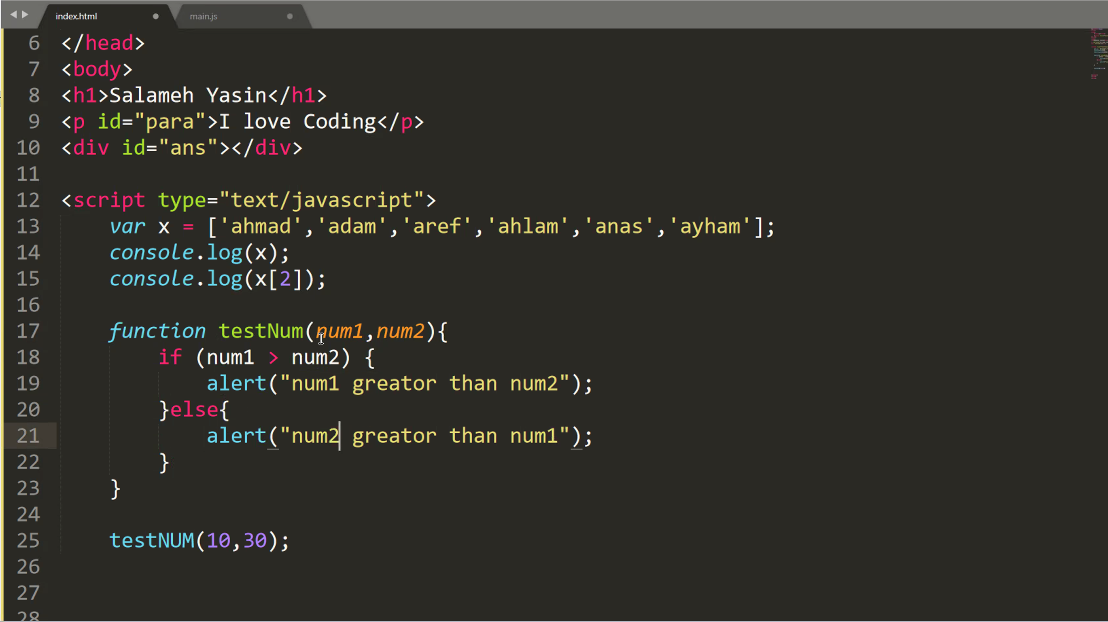 index.html main.js
6 </head>
7 <body>
8 <h1>Salameh Yasin</h1>
9 <p id="para">I love Coding</p>
10 <div id="ans"></div>
11
12 <script type="text/javascript">
13 var x = ['ahmad','adam','aref','ahlam','anas','ayham'];
14 console.log(x);
15 console.log(x[2]);
16
17 function testNum(num1,num2){
18 if (num1 > num2) {
19 alert("num1 greator than num2");
20 }else{
21 alert("num2 greator than num1");
22 }
23 }
24
25 testNUM(10,30);
26
27
28